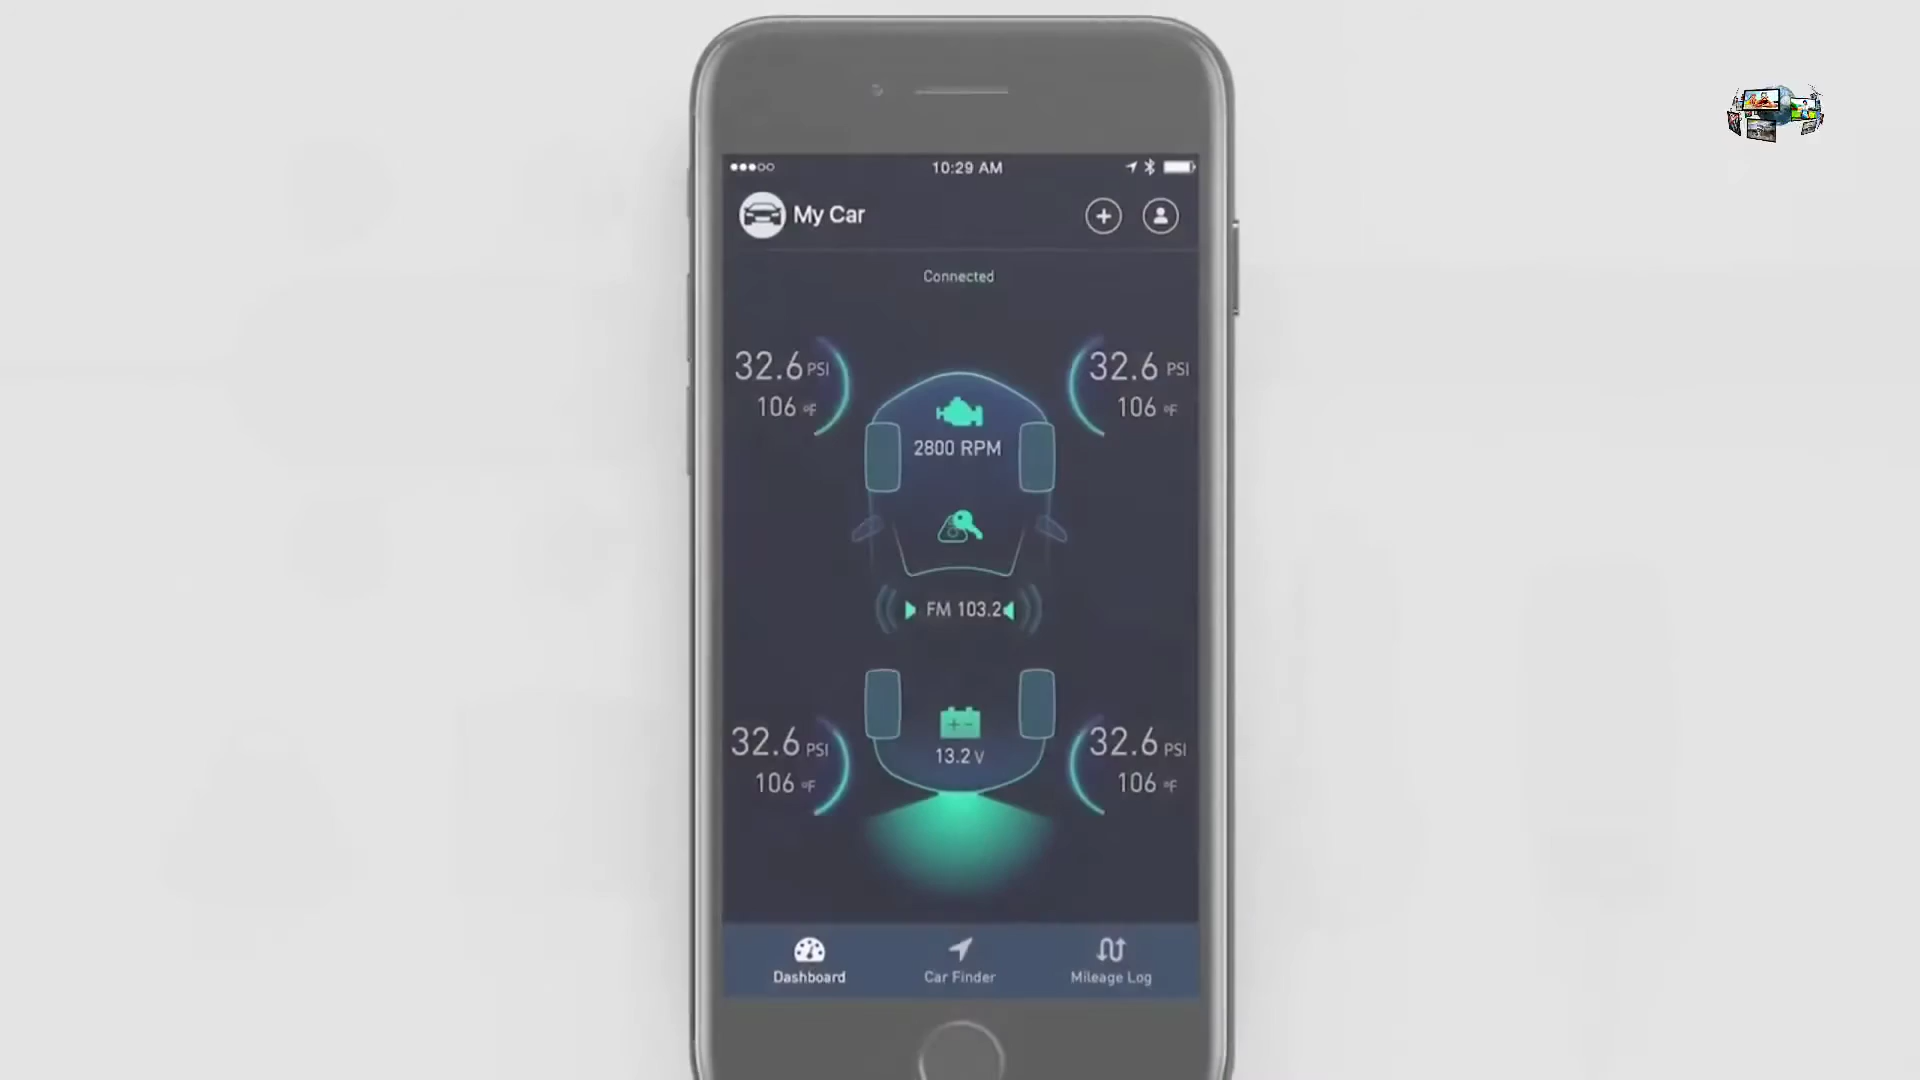 10:29 AM
My Car
Connected
32.6 PSI
106 °F
32.6 PSI
106 °F
2800 RPM
FM 103.2
32.6 PSI
106 °F
13.2 V
32.6 PSI
106 °F
Dashboard
Car Finder
Mileage Log